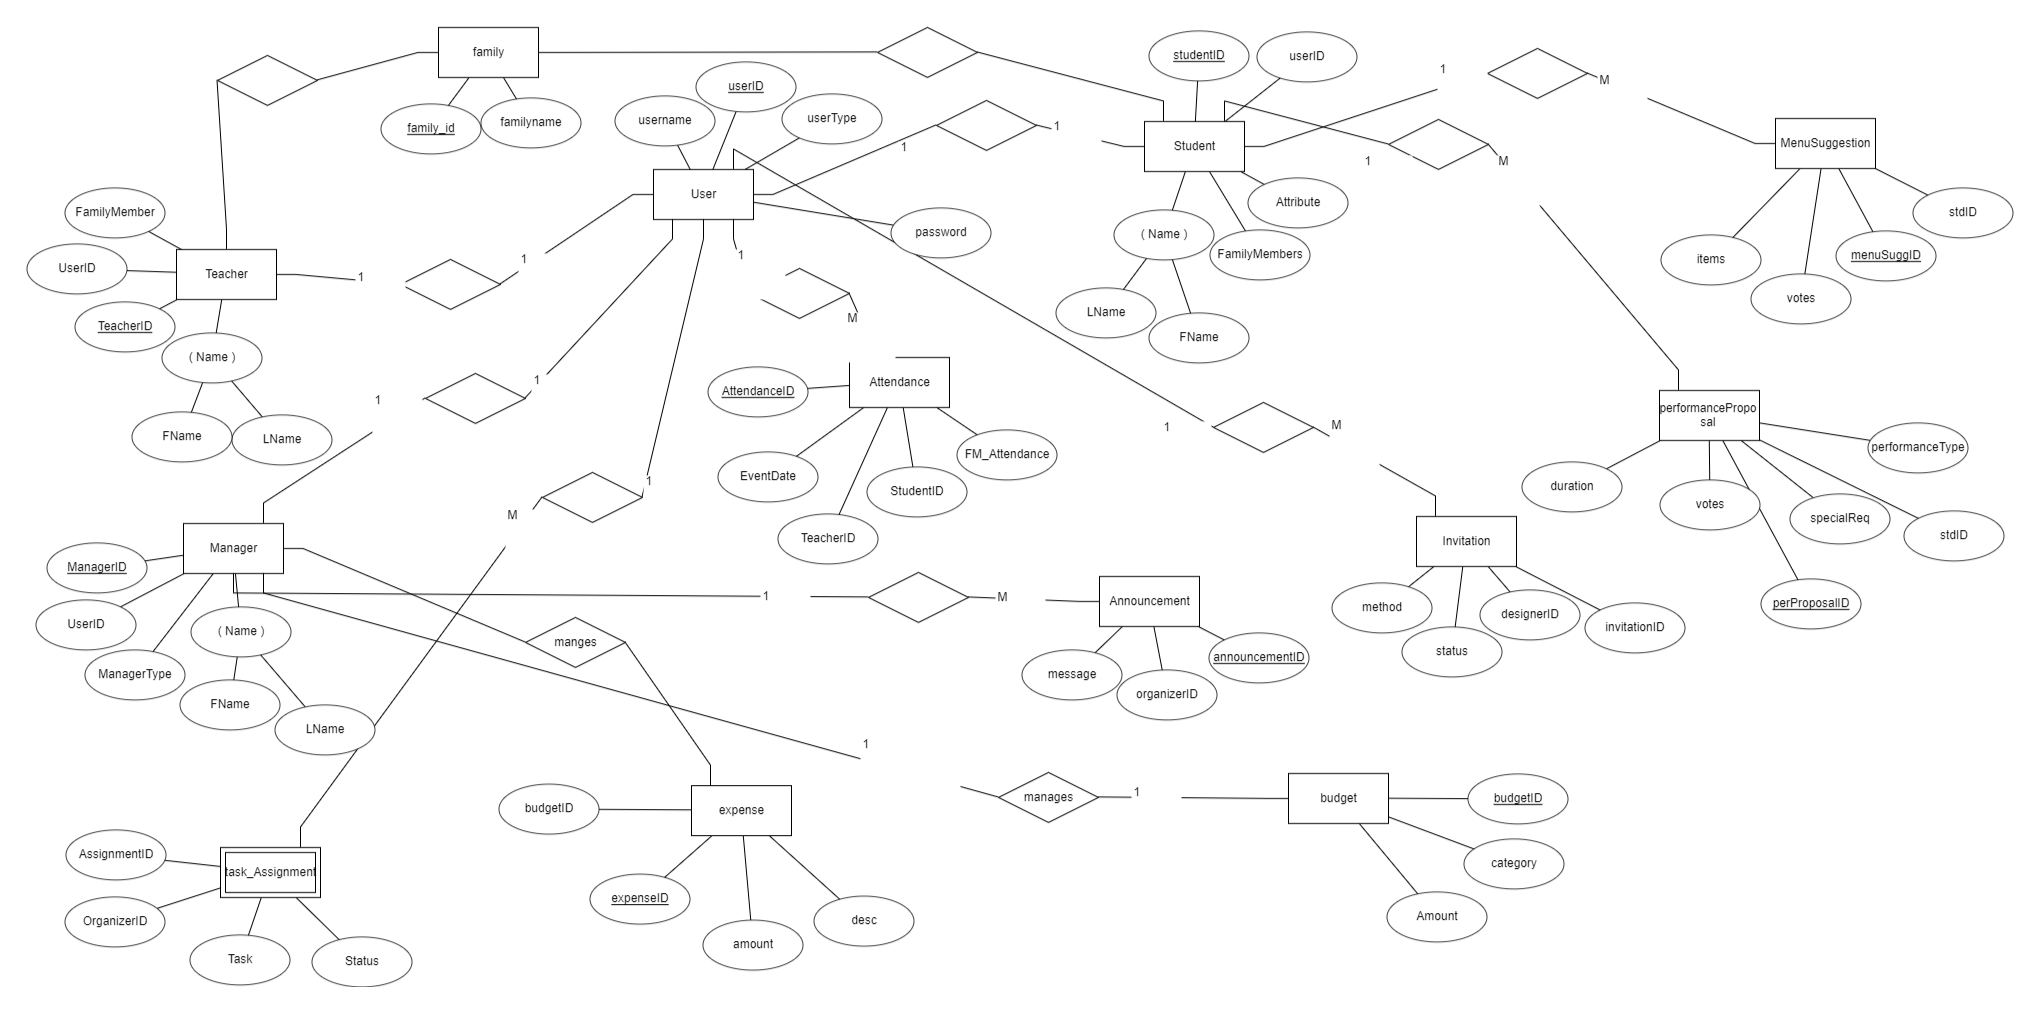 family
studentID
userID
1
M
userID
family_id
familyname
username
userType
1
1
Student
MenuSuggestion
1
M
User
FamilyMember
Attribute
stdID
password
( Name )
UserID
Teacher
1
1
1
FamilyMembers
items
menuSuggID
votes
TeacherID
M
LName
FName
( Name )
FName
LName
1
1
AttendanceID
Attendance
EventDate
StudentID
FM_Attendance
TeacherID
1
M
performancePropo
sal
performanceType
duration
votes
specialReq
stdID
perProposalID
M
1
Manager
ManagerID
UserID
( Name )
ManagerType
FName
LName
manges
1
M
Announcement
message
organizerID
announcementID
Invitation
method
designerID
invitationID
status
1
manages
1
budget
budgetID
category
Amount
budgetID
expense
expenseID
amount
desc
AssignmentID
task_Assignment
OrganizerID
Task
Status